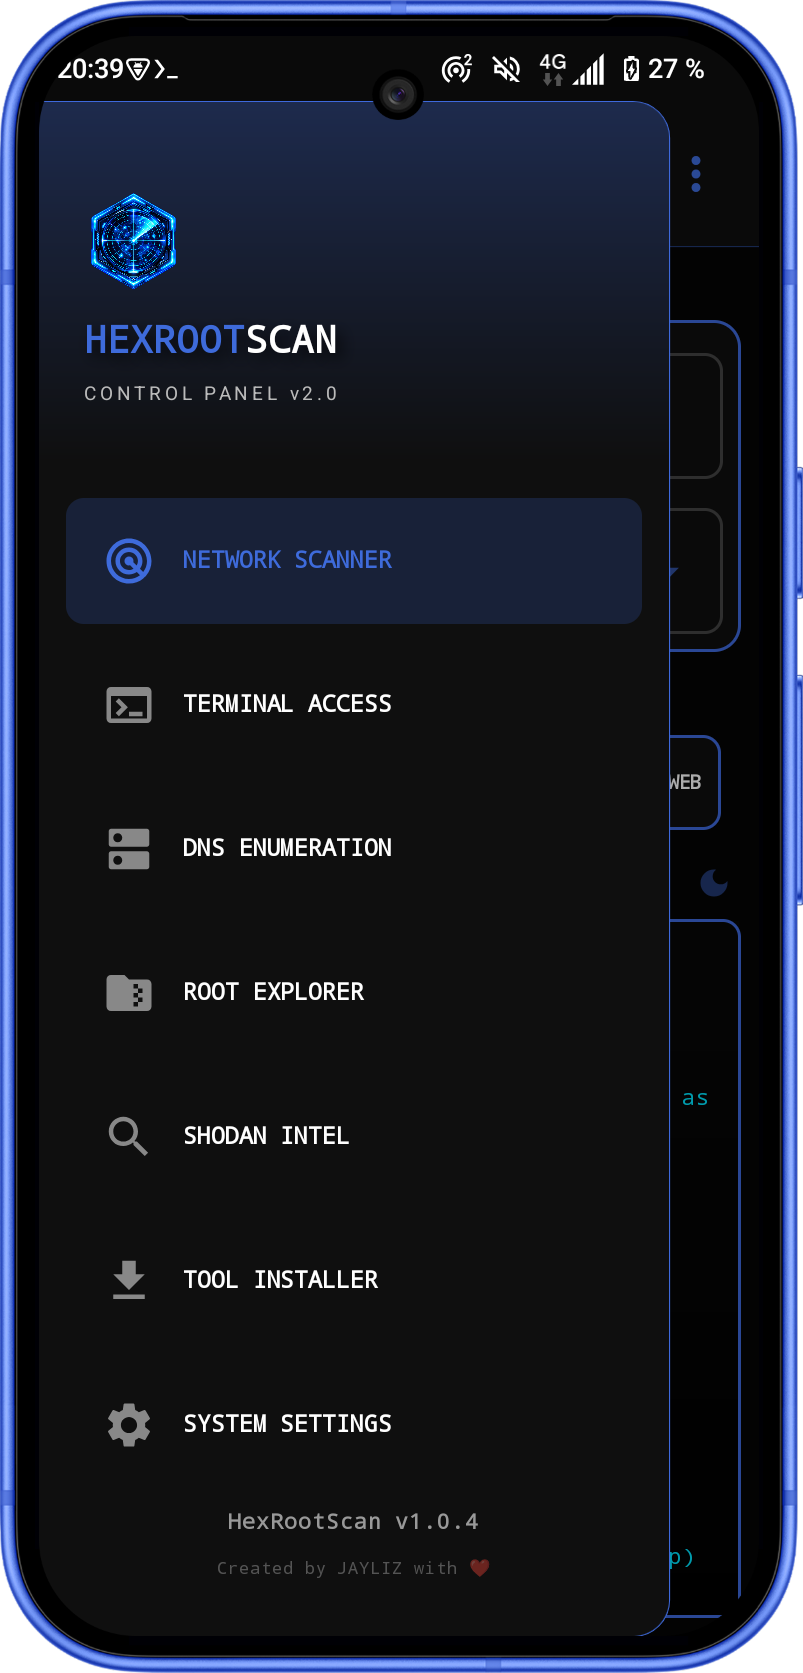 20:39
2
4G
27 %
HEXROOTSCAN
CONTROL PANEL v2.0
NETWORK SCANNER
TERMINAL ACCESS
WEB
DNS ENUMERATION
ROOT EXPLORER
as
SHODAN INTEL
TOOL INSTALLER
SYSTEM SETTINGS
HexRootScan v1.0.4
p)
Created by JAYLIZ with ❤️